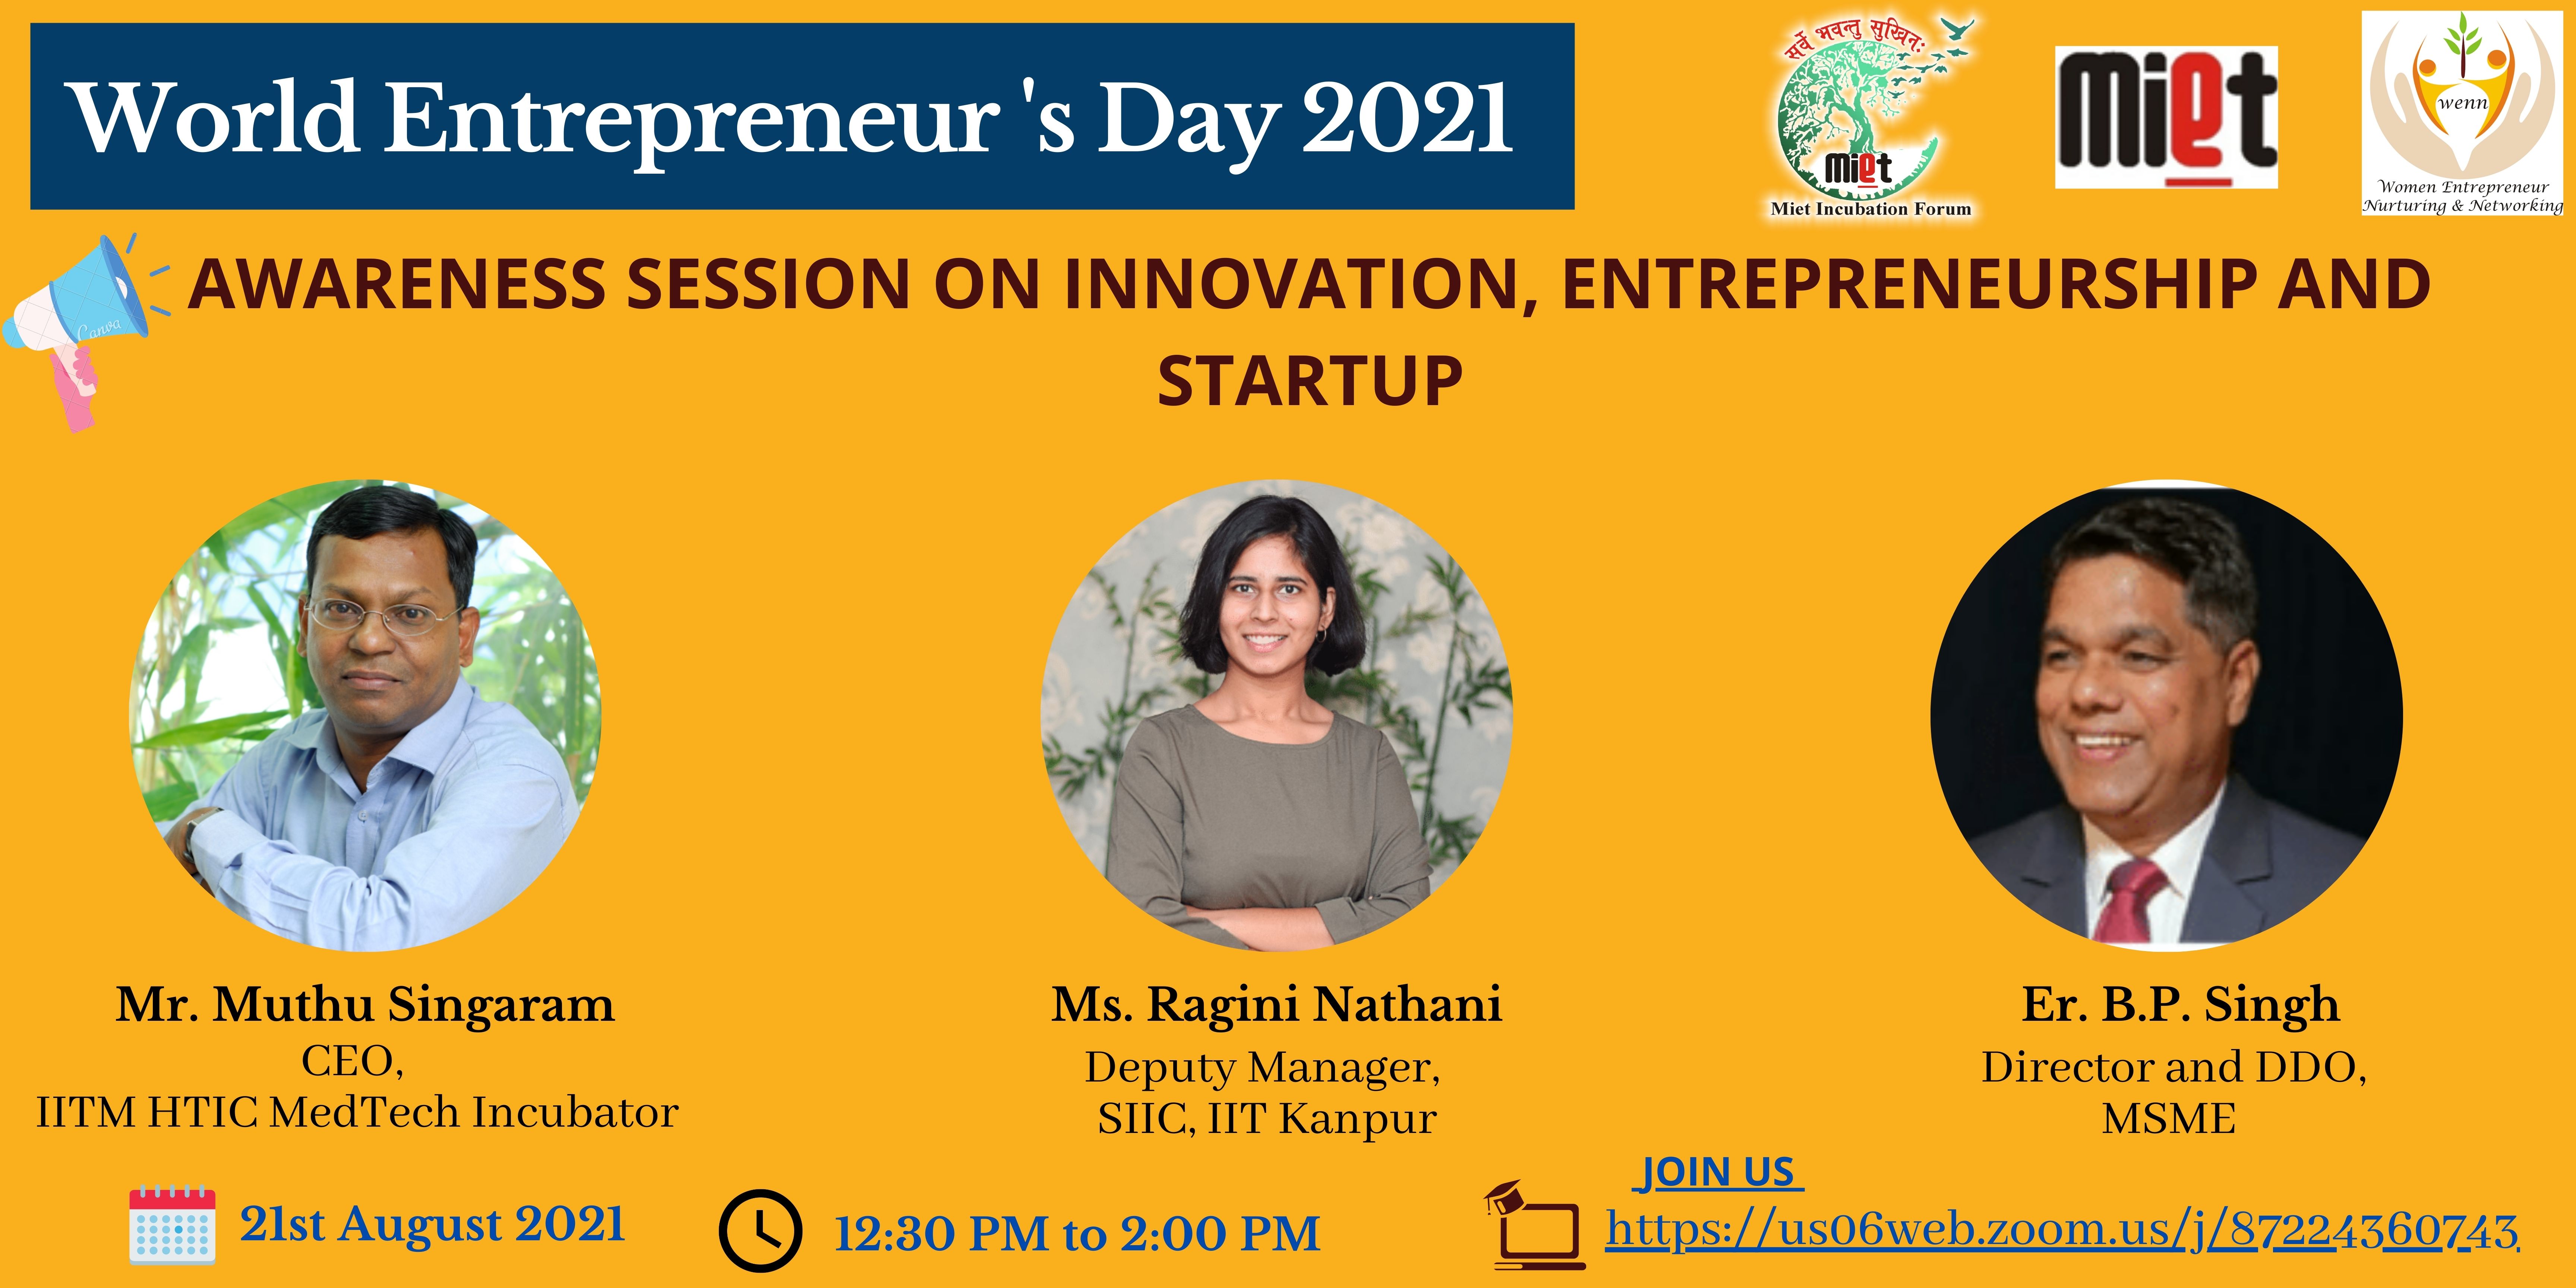 World Entrepreneur 's Day 2021
सर्वे भवन्तु सुखिनः
miet
Miet Incubation Forum
miet
wenn
Women Entrepreneur
Nurturing & Networking
Canva
AWARENESS SESSION ON INNOVATION, ENTREPRENEURSHIP AND
STARTUP
Mr. Muthu Singaram
CEO,
IITM HTIC MedTech Incubator
Ms. Ragini Nathani
Deputy Manager,
SIIC, IIT Kanpur
Er. B.P. Singh
Director and DDO,
MSME
21st August 2021
12:30 PM to 2:00 PM
JOIN US
https://us06web.zoom.us/j/87224360743